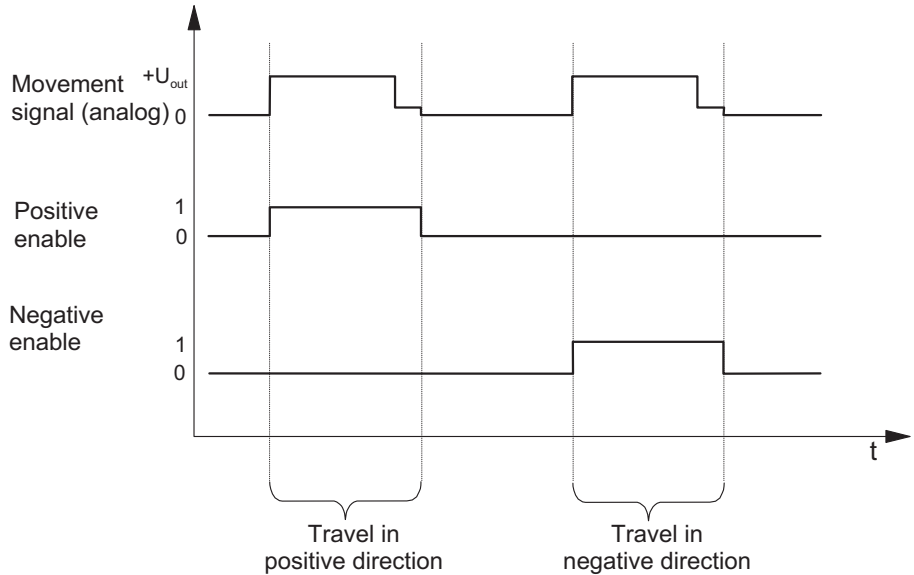 Movement
signal (analog)
+Uout
0
Positive
enable
1
0
Negative
enable
1
0
t
Travel in
positive direction
Travel in
negative direction